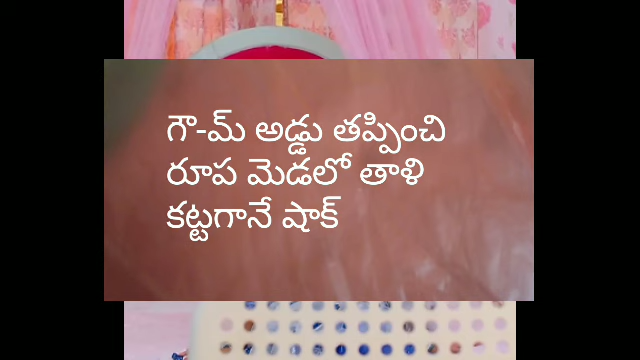 గౌ-మ్ అడ్డు తప్పించి
రూప మెడలో తాళి
కట్టగానే షాక్